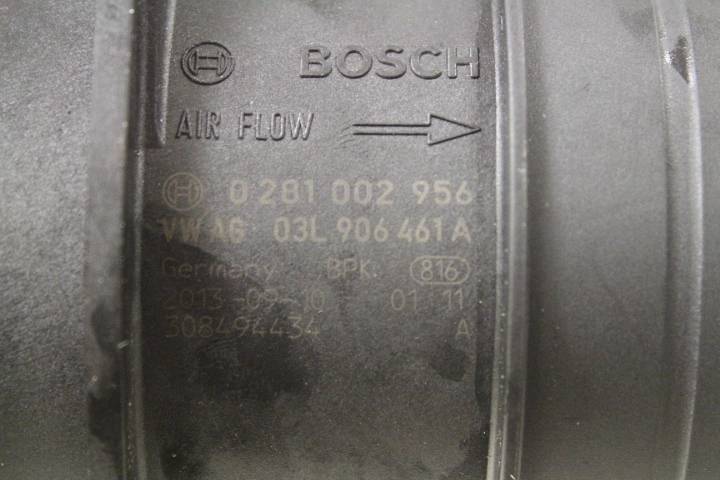 BOSCH
AIR FLOW
0 281 002 956
VW AG 03L 906 461 A
Germany BPK. 816
2013-09-10 01 11
308494434 A